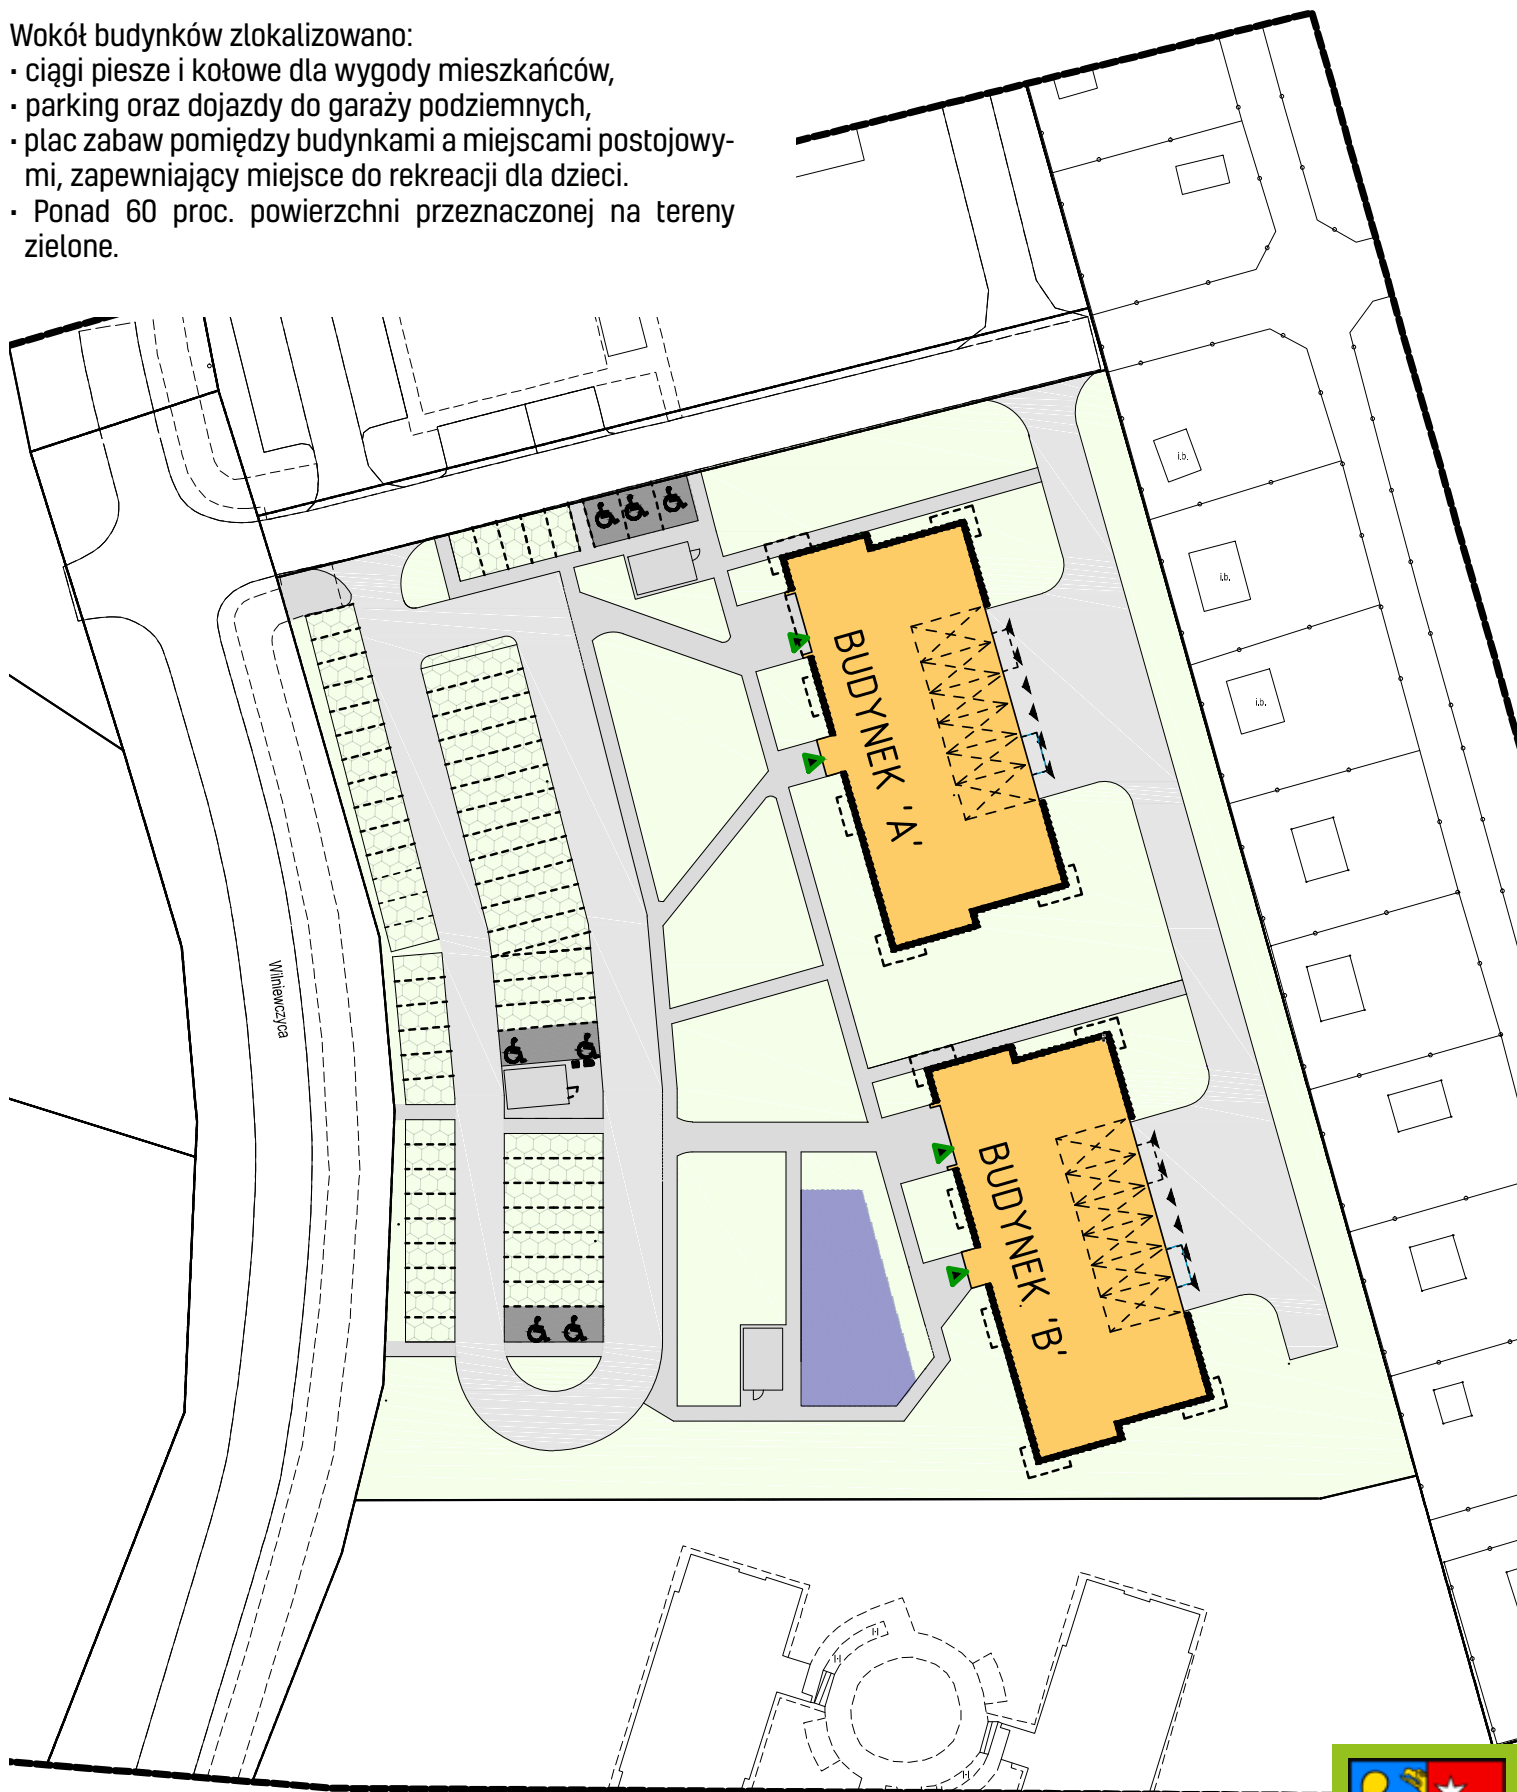 Wokół budynków zlokalizowano:
· ciągi piesze i kołowe dla wygody mieszkańców,
· parking oraz dojazdy do garaży podziemnych,
· plac zabaw pomiędzy budynkami a miejscami postojowy-
mi, zapewniający miejsce do rekreacji dla dzieci.
· Ponad 60 proc. powierzchni przeznaczonej na tereny
zielone.
i.b.
i.b.
i.b.
BUDYNEK 'A'
Wilniewczyca
BUDYNEK 'B'